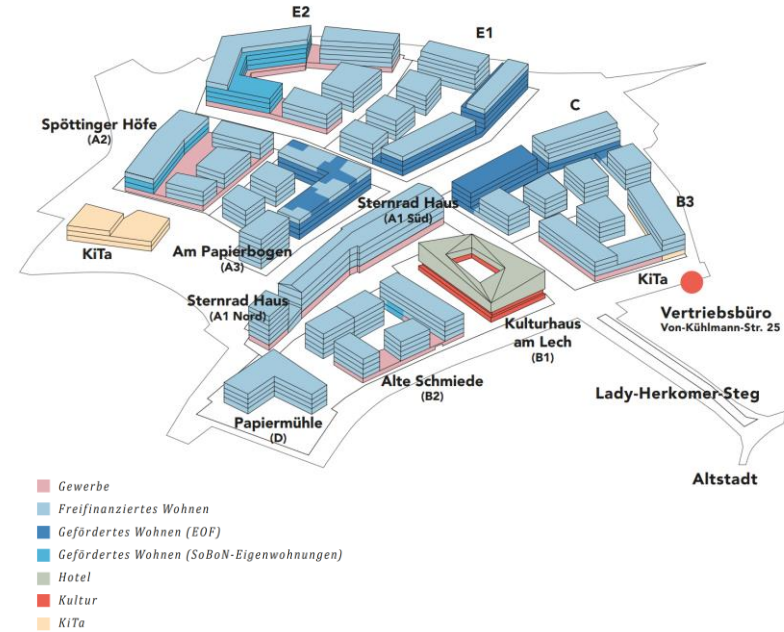 E2
E1
Spöttinger Höfe
(A2)
C
Sternrad Haus
(A1 Süd)
B3
KiTa
Am Papierbogen
(A3)
KiTa
Sternrad Haus
(A1 Nord)
Vertriebsbüro
Von-Kühlmann-Str. 25
Kulturhaus
am Lech
(B1)
Alte Schmiede
(B2)
Lady-Herkomer-Steg
Papiermühle
(D)
Altstadt
Gewerbe
Freifinanziertes Wohnen
Gefördertes Wohnen (EOF)
Gefördertes Wohnen (SoBoN-Eigenwohnungen)
Hotel
Kultur
KiTa